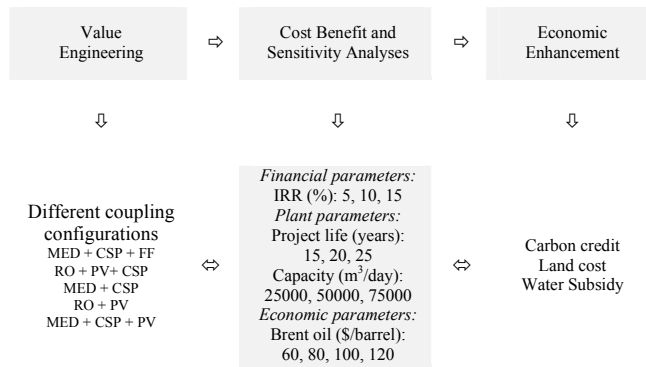 Value
Engineering
⇨
Cost Benefit and
Sensitivity Analyses
⇨
Economic
Enhancement
⇩
⇩
⇩
Different coupling
configurations
MED + CSP + FF
RO + PV+ CSP
MED + CSP
RO + PV
MED + CSP + PV
⇔
Financial parameters:
IRR (%): 5, 10, 15
Plant parameters:
Project life (years):
15, 20, 25
Capacity (m³/day):
25000, 50000, 75000
Economic parameters:
Brent oil ($/barrel):
60, 80, 100, 120
⇔
Carbon credit
Land cost
Water Subsidy